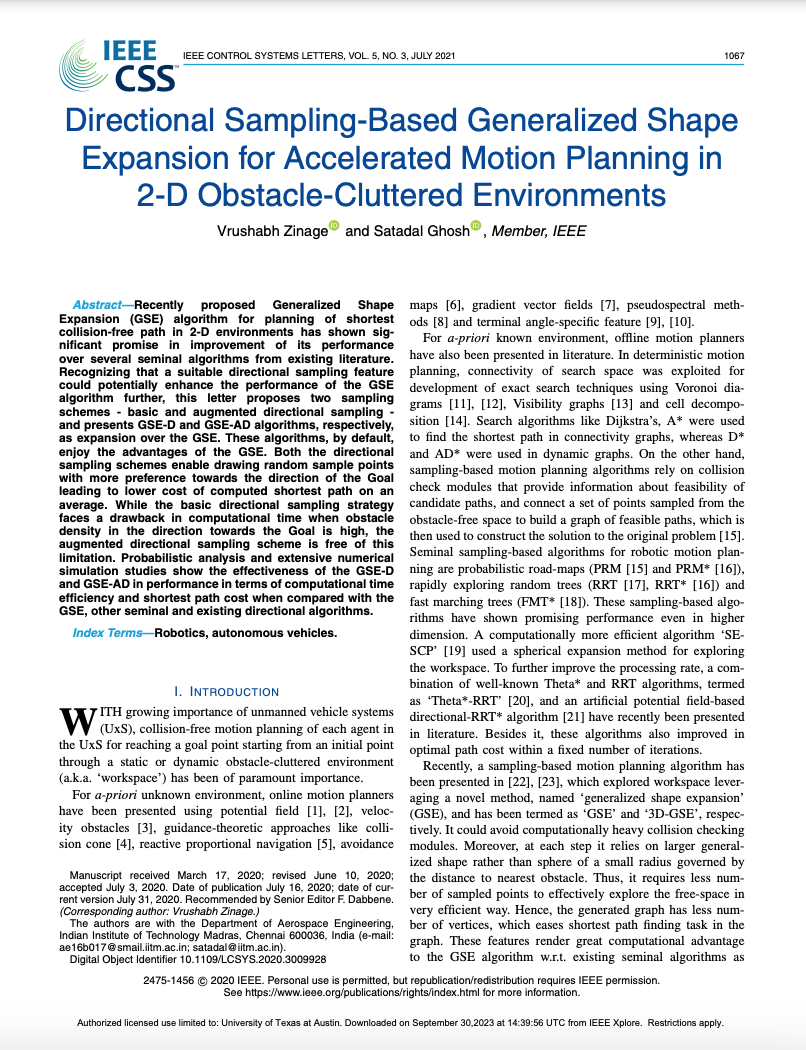 IEEE
CSS™
IEEE CONTROL SYSTEMS LETTERS, VOL. 5, NO. 3, JULY 2021
1067
Directional Sampling-Based Generalized Shape
Expansion for Accelerated Motion Planning in
2-D Obstacle-Cluttered Environments
Vrushabh Zinage iD and Satadal Ghosh iD, Member, IEEE
Abstract—Recently proposed Generalized Shape
Expansion (GSE) algorithm for planning of shortest
collision-free path in 2-D environments has shown sig-
nificant promise in improvement of its performance
over several seminal algorithms from existing literature.
Recognizing that a suitable directional sampling feature
could potentially enhance the performance of the GSE
algorithm further, this letter proposes two sampling
schemes - basic and augmented directional sampling -
and presents GSE-D and GSE-AD algorithms, respectively,
as expansion over the GSE. These algorithms, by default,
enjoy the advantages of the GSE. Both the directional
sampling schemes enable drawing random sample points
with more preference towards the direction of the Goal
leading to lower cost of computed shortest path on an
average. While the basic directional sampling strategy
faces a drawback in computational time when obstacle
density in the direction towards the Goal is high, the
augmented directional sampling scheme is free of this
limitation. Probabilistic analysis and extensive numerical
simulation studies show the effectiveness of the GSE-D
and GSE-AD in performance in terms of computational time
efficiency and shortest path cost when compared with the
GSE, other seminal and existing directional algorithms.
Index Terms—Robotics, autonomous vehicles.
I. INTRODUCTION
WITH growing importance of unmanned vehicle systems
(UxS), collision-free motion planning of each agent in
the UxS for reaching a goal point starting from an initial point
through a static or dynamic obstacle-cluttered environment
(a.k.a. ‘workspace’) has been of paramount importance.
For a-priori unknown environment, online motion planners
have been presented using potential field [1], [2], veloc-
ity obstacles [3], guidance-theoretic approaches like colli-
sion cone [4], reactive proportional navigation [5], avoidance
Manuscript received March 17, 2020; revised June 10, 2020;
accepted July 3, 2020. Date of publication July 16, 2020; date of cur-
rent version July 31, 2020. Recommended by Senior Editor F. Dabbene.
(Corresponding author: Vrushabh Zinage.)
The authors are with the Department of Aerospace Engineering,
Indian Institute of Technology Madras, Chennai 600036, India (e-mail:
ae16b017@smail.iitm.ac.in; satadal@iitm.ac.in).
Digital Object Identifier 10.1109/LCSYS.2020.3009928
maps [6], gradient vector fields [7], pseudospectral meth-
ods [8] and terminal angle-specific feature [9], [10].
For a-priori known environment, offline motion planners
have also been presented in literature. In deterministic motion
planning, connectivity of search space was exploited for
development of exact search techniques using Voronoi dia-
grams [11], [12], Visibility graphs [13] and cell decompo-
sition [14]. Search algorithms like Dijkstra’s, A* were used
to find the shortest path in connectivity graphs, whereas D*
and AD* were used in dynamic graphs. On the other hand,
sampling-based motion planning algorithms rely on collision
check modules that provide information about feasibility of
candidate paths, and connect a set of points sampled from the
obstacle-free space to build a graph of feasible paths, which is
then used to construct the solution to the original problem [15].
Seminal sampling-based algorithms for robotic motion plan-
ning are probabilistic road-maps (PRM [15] and PRM* [16]),
rapidly exploring random trees (RRT [17], RRT* [16]) and
fast marching trees (FMT* [18]). These sampling-based algo-
rithms have shown promising performance even in higher
dimension. A computationally more efficient algorithm ‘SE-
SCP’ [19] used a spherical expansion method for exploring
the workspace. To further improve the processing rate, a com-
bination of well-known Theta* and RRT algorithms, termed
as ‘Theta*-RRT’ [20], and an artificial potential field-based
directional-RRT* algorithm [21] have recently been presented
in literature. Besides it, these algorithms also improved in
optimal path cost within a fixed number of iterations.
Recently, a sampling-based motion planning algorithm has
been presented in [22], [23], which explored workspace lever-
aging a novel method, named ‘generalized shape expansion’
(GSE), and has been termed as ‘GSE’ and ‘3D-GSE’, respec-
tively. It could avoid computationally heavy collision checking
modules. Moreover, at each step it relies on larger general-
ized shape rather than sphere of a small radius governed by
the distance to nearest obstacle. Thus, it requires less num-
ber of sampled points to effectively explore the free-space in
very efficient way. Hence, the generated graph has less num-
ber of vertices, which eases shortest path finding task in the
graph. These features render great computational advantage
to the GSE algorithm w.r.t. existing seminal algorithms as
2475-1456 © 2020 IEEE. Personal use is permitted, but republication/redistribution requires IEEE permission.
See https://www.ieee.org/publications/rights/index.html for more information.
Authorized licensed use limited to: University of Texas at Austin. Downloaded on September 30,2023 at 14:39:56 UTC from IEEE Xplore. Restrictions apply.